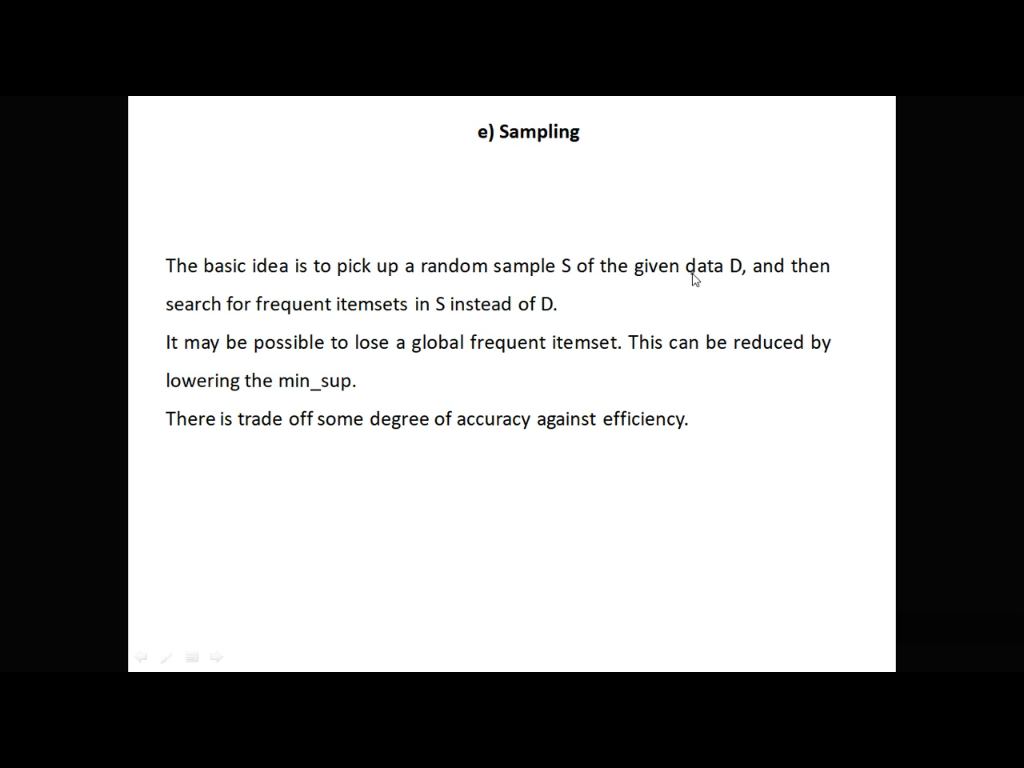 e) Sampling
The basic idea is to pick up a random sample S of the given data D, and then
search for frequent itemsets in S instead of D.
It may be possible to lose a global frequent itemset. This can be reduced by
lowering the min_sup.
There is trade off some degree of accuracy against efficiency.